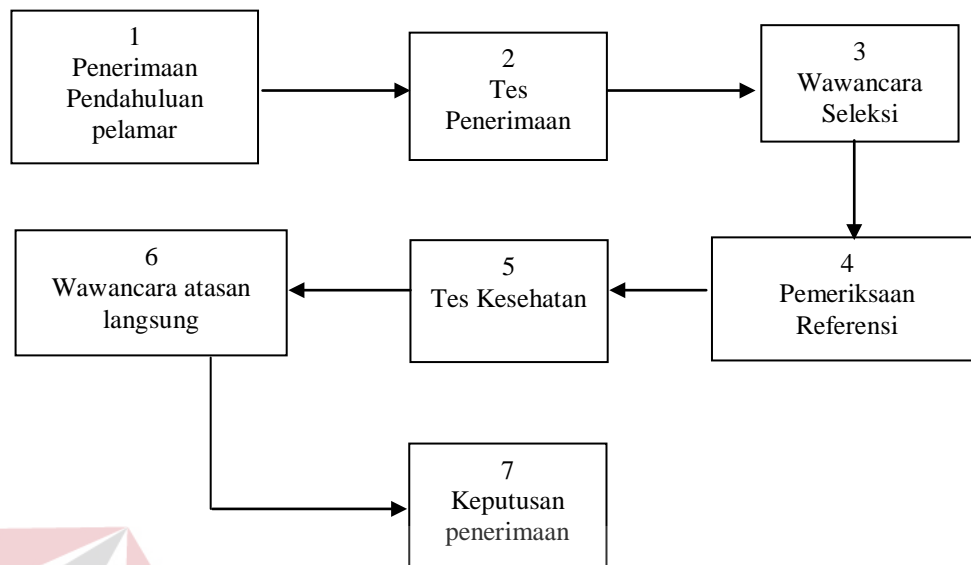 1
Penerimaan
Pendahuluan
pelamar
2
Tes
Penerimaan
3
Wawancara
Seleksi
4
Pemeriksaan
Referensi
5
Tes Kesehatan
6
Wawancara atasan
langsung
7
Keputusan
penerimaan